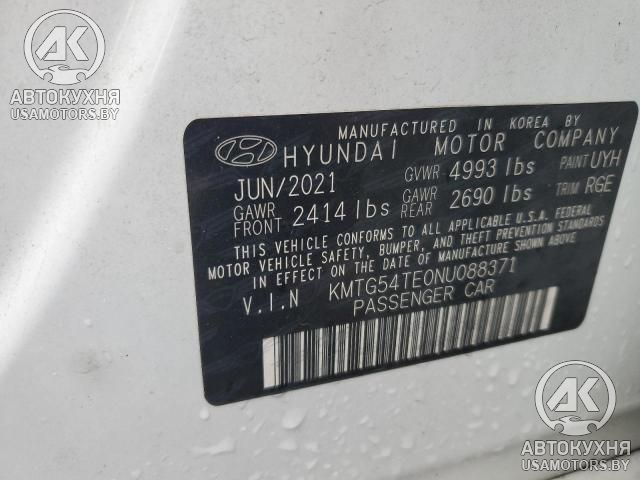 AK
АВТОКУХНЯ
USAMOTORS.BY
MANUFACTURED IN KOREA BY
HYUNDAI MOTOR COMPANY
JUN/2021 GVWR 4993 lbs PAINT UYH
GAWR FRONT 2414 lbs GAWR REAR 2690 lbs TRIM RGE
THIS VEHICLE CONFORMS TO ALL APPLICABLE U.S.A. FEDERAL
MOTOR VEHICLE SAFETY, BUMPER, AND THEFT PREVENTION STANDARDS
IN EFFECT ON THE DATE OF MANUFACTURE SHOWN ABOVE
V.I.N KMTG54TE0NU088371
PASSENGER CAR
AK
АВТОКУХНЯ
USAMOTORS.BY